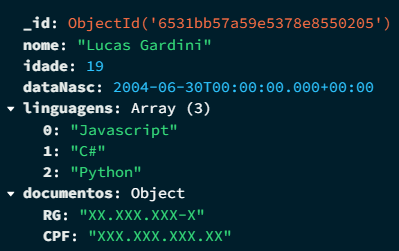 _id: ObjectId('6531bb57a59e5378e8550205')
nome: "Lucas Gardini"
idade: 19
dataNasc: 2004-06-30T00:00:00.000+00:00
linguagens: Array (3)
0: "Javascript"
1: "C#"
2: "Python"
documentos: Object
RG: "XX.XXX.XXX-X"
CPF: "XXX.XXX.XXX.XX"